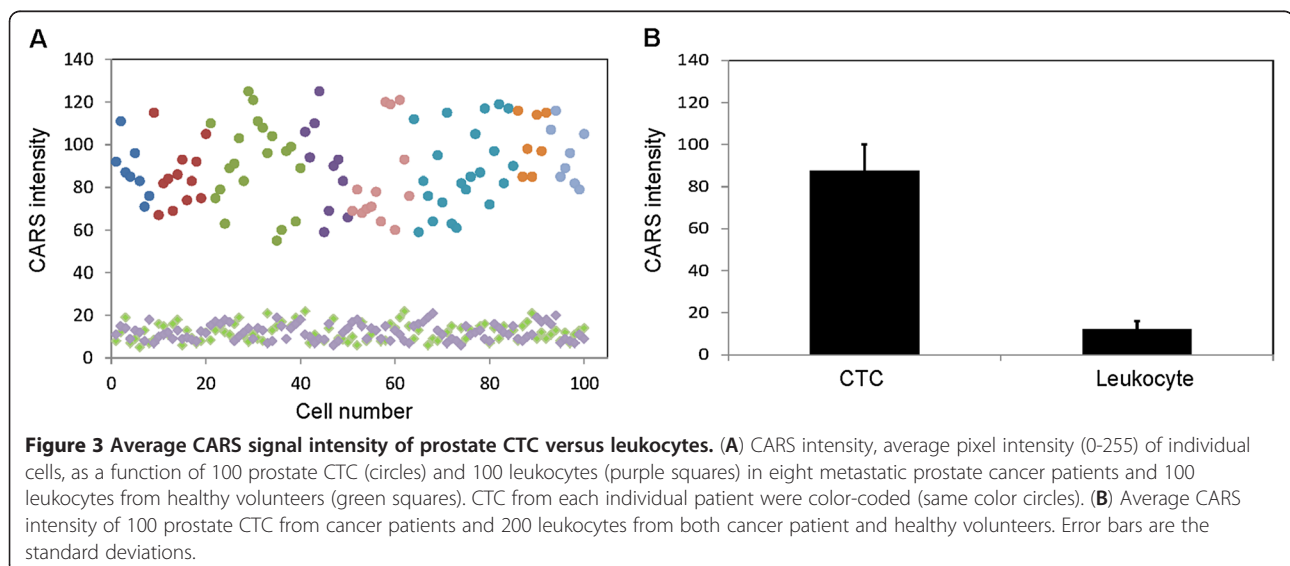 A
CARS intensity
140
120
100
80
60
40
20
0
0 20 40 60 80 100
Cell number
B
CARS intensity
140
120
100
80
60
40
20
0
CTC Leukocyte
Figure 3 Average CARS signal intensity of prostate CTC versus leukocytes. (A) CARS intensity, average pixel intensity (0-255) of individual
cells, as a function of 100 prostate CTC (circles) and 100 leukocytes (purple squares) in eight metastatic prostate cancer patients and 100
leukocytes from healthy volunteers (green squares). CTC from each individual patient were color-coded (same color circles). (B) Average CARS
intensity of 100 prostate CTC from cancer patients and 200 leukocytes from both cancer patient and healthy volunteers. Error bars are the
standard deviations.